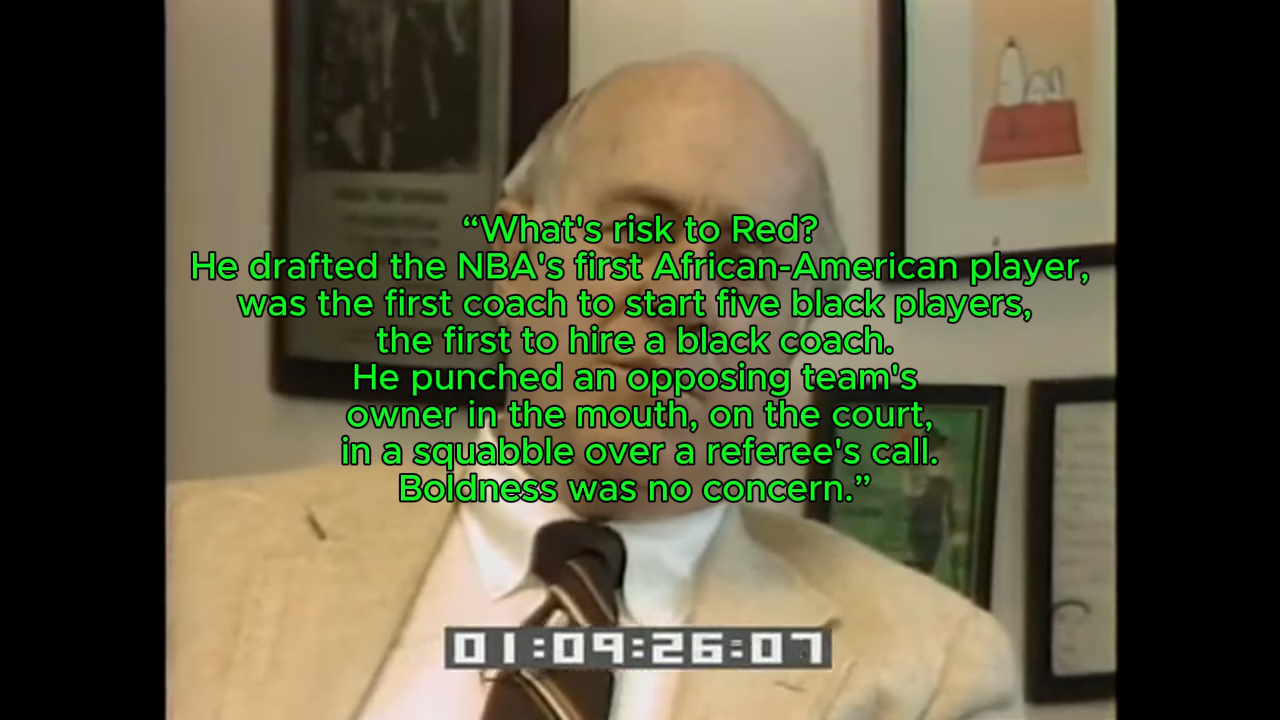 “What's risk to Red?
He drafted the NBA's first African-American player,
was the first coach to start five black players,
the first to hire a black coach.
He punched an opposing team's
owner in the mouth, on the court,
in a squabble over a referee's call.
Boldness was no concern.”
01:09:26:07